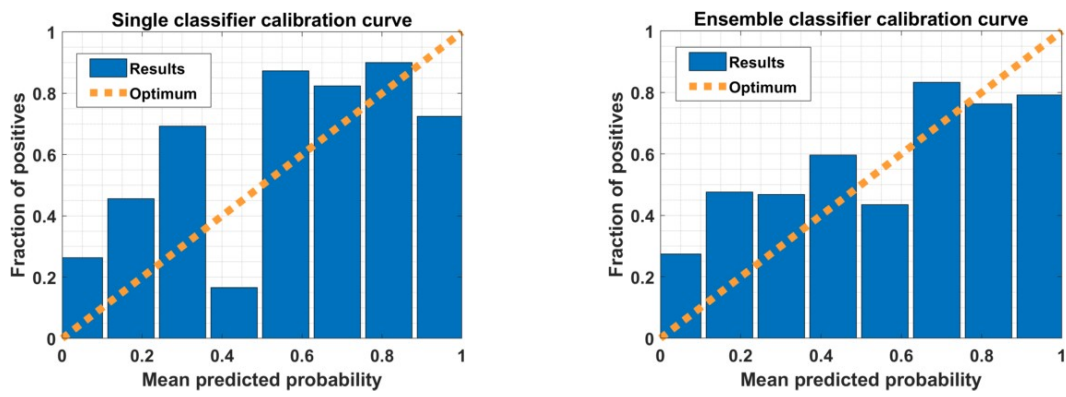 Single classifier calibration curve
1
0.8
0.6
0.4
0.2
0
Fraction of positives
Results
Optimum
0 0.2 0.4 0.6 0.8 1
Mean predicted probability
Ensemble classifier calibration curve
1
0.8
0.6
0.4
0.2
0
Fraction of positives
Results
Optimum
0 0.2 0.4 0.6 0.8 1
Mean predicted probability